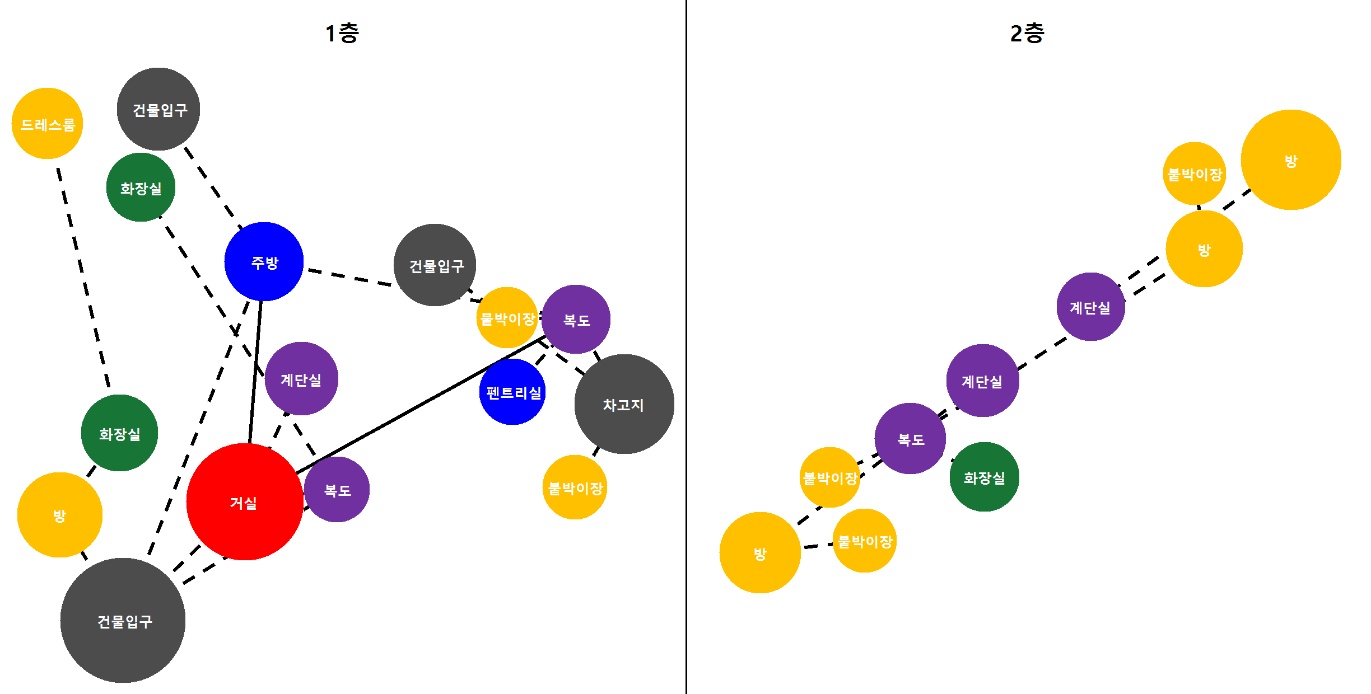 1층
드레스룸
건물입구
화장실
주방
건물입구
붙박이장
복도
계단실
펜트리실
차고지
화장실
붙박이장
복도
거실
방
건물입구
2층
방
붙박이장
방
계단실
계단실
복도
붙박이장
화장실
붙박이장
방